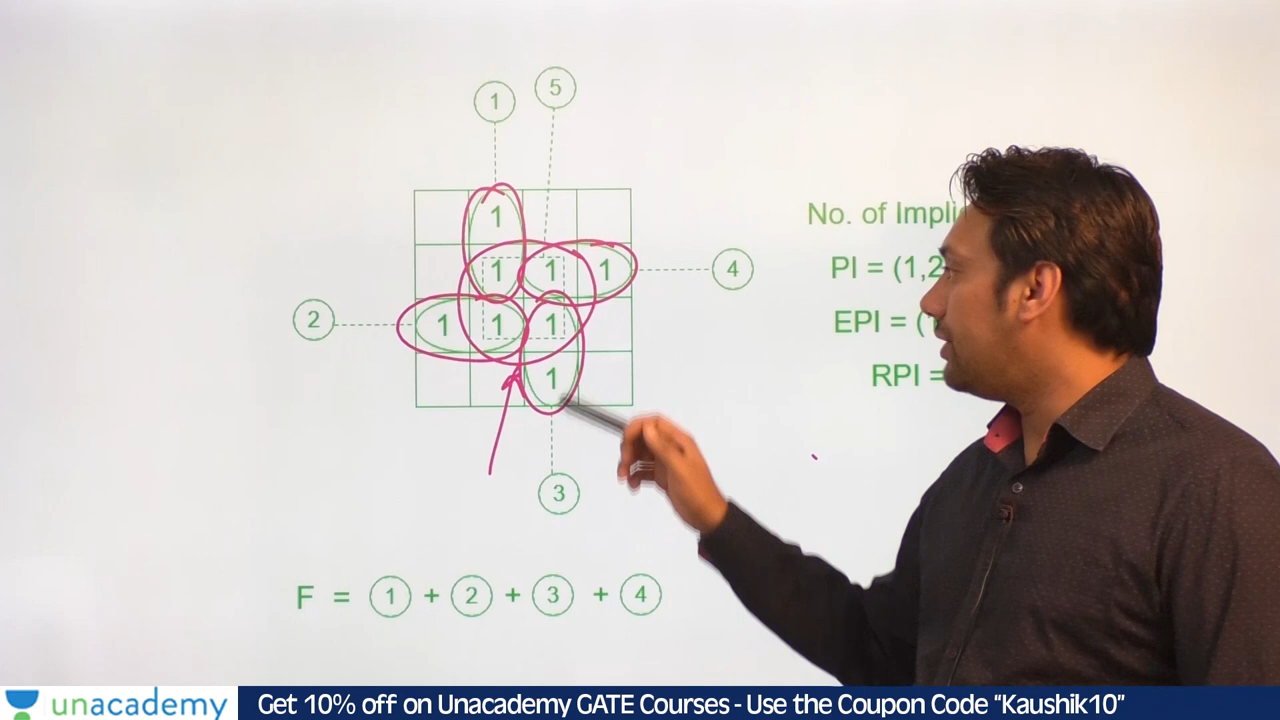 1 5
No. of
1
1 1 1 4
PI = (1,2
2 1 1 1
EPI = (
1
RPI =
3
F = 1 + 2 + 3 + 4
unacademy
Get 10% off on Unacademy GATE Courses - Use the Coupon Code "Kaushik10"